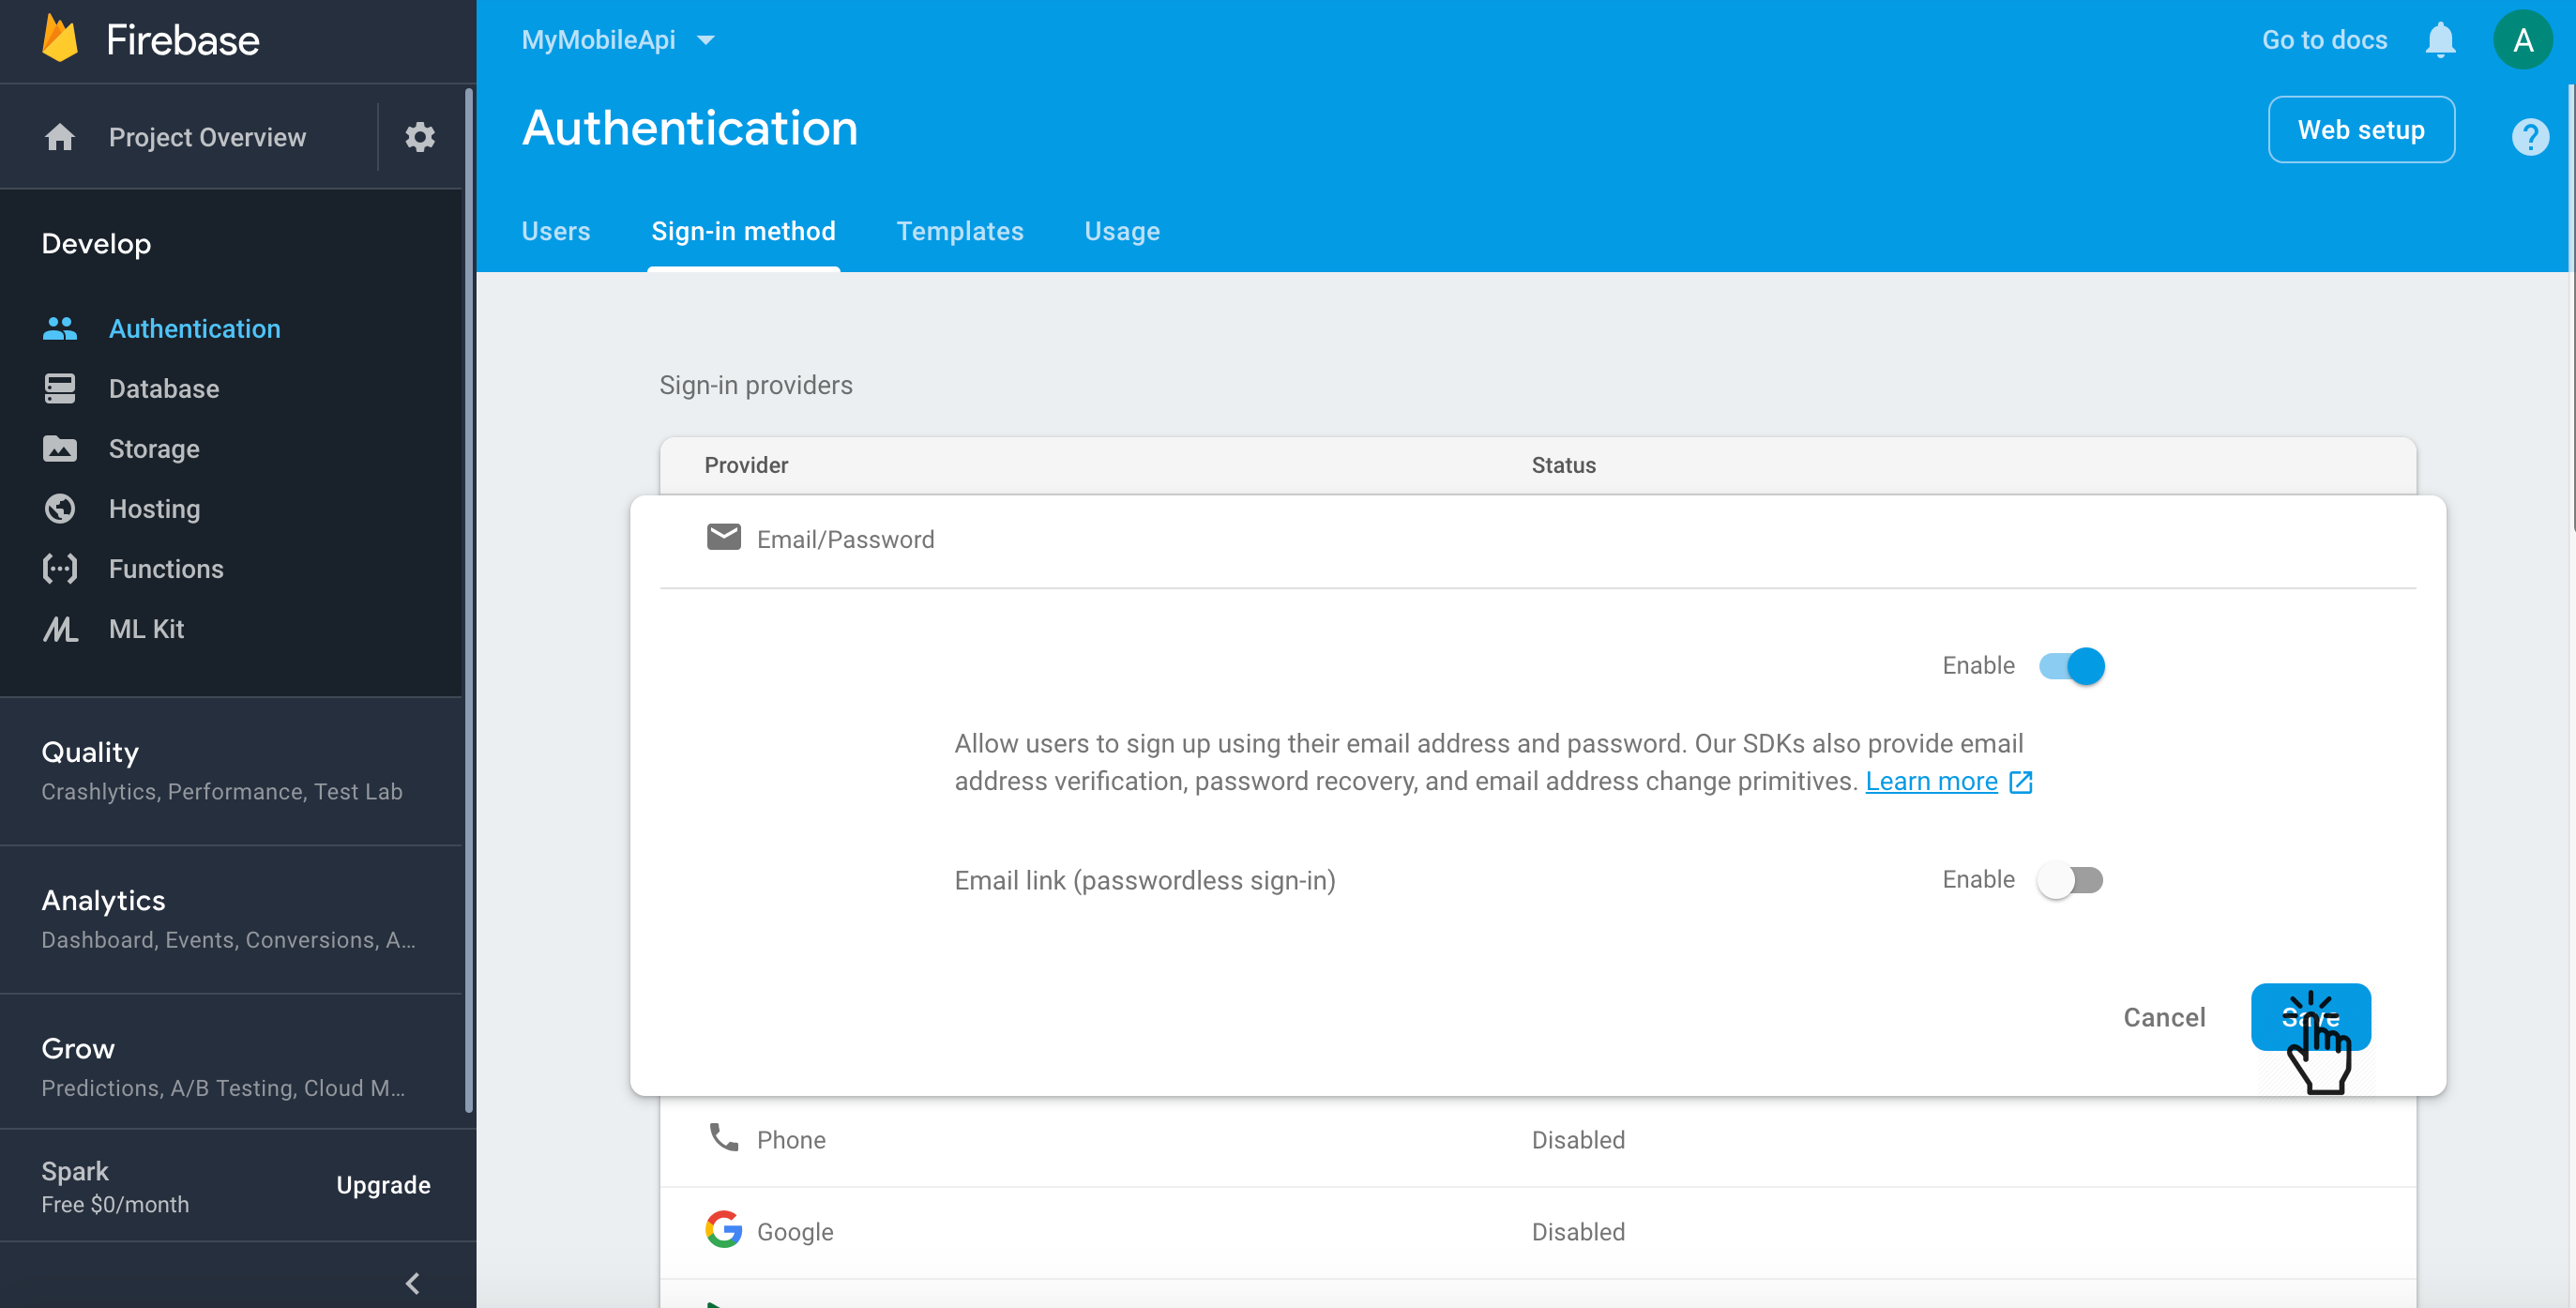 Firebase
Project Overview
Develop
Authentication
Database
Storage
Hosting
Functions
ML Kit
Quality
Crashlytics, Performance, Test Lab
Analytics
Dashboard, Events, Conversions, A...
Grow
Predictions, A/B Testing, Cloud M...
Spark
Free $0/month
Upgrade
MyMobileApi
Go to docs
A
Authentication
Web setup
?
Users
Sign-in method
Templates
Usage
Sign-in providers
Provider
Status
Email/Password
Enable
Allow users to sign up using their email address and password. Our SDKs also provide email
address verification, password recovery, and email address change primitives. Learn more
Email link (passwordless sign-in)
Enable
Cancel
Save
Phone
Disabled
Google
Disabled